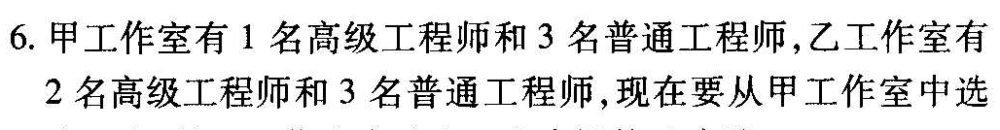 6. 甲工作室有 1 名高级工程师和 3 名普通工程师,乙工作室有
2 名高级工程师和 3 名普通工程师,现在要从甲工作室中选